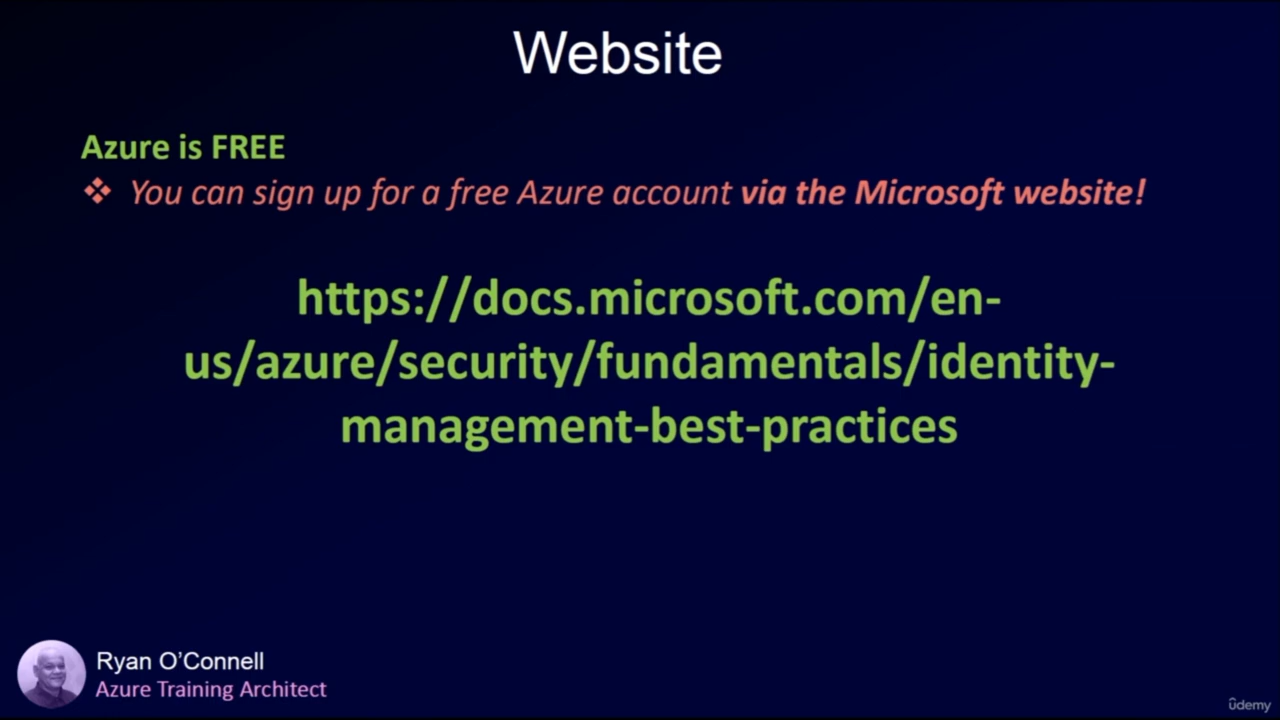 Website
Azure is FREE
❖ You can sign up for a free Azure account via the Microsoft website!
https://docs.microsoft.com/en-
us/azure/security/fundamentals/identity-
management-best-practices
Ryan O’Connell
Azure Training Architect
ûdemy